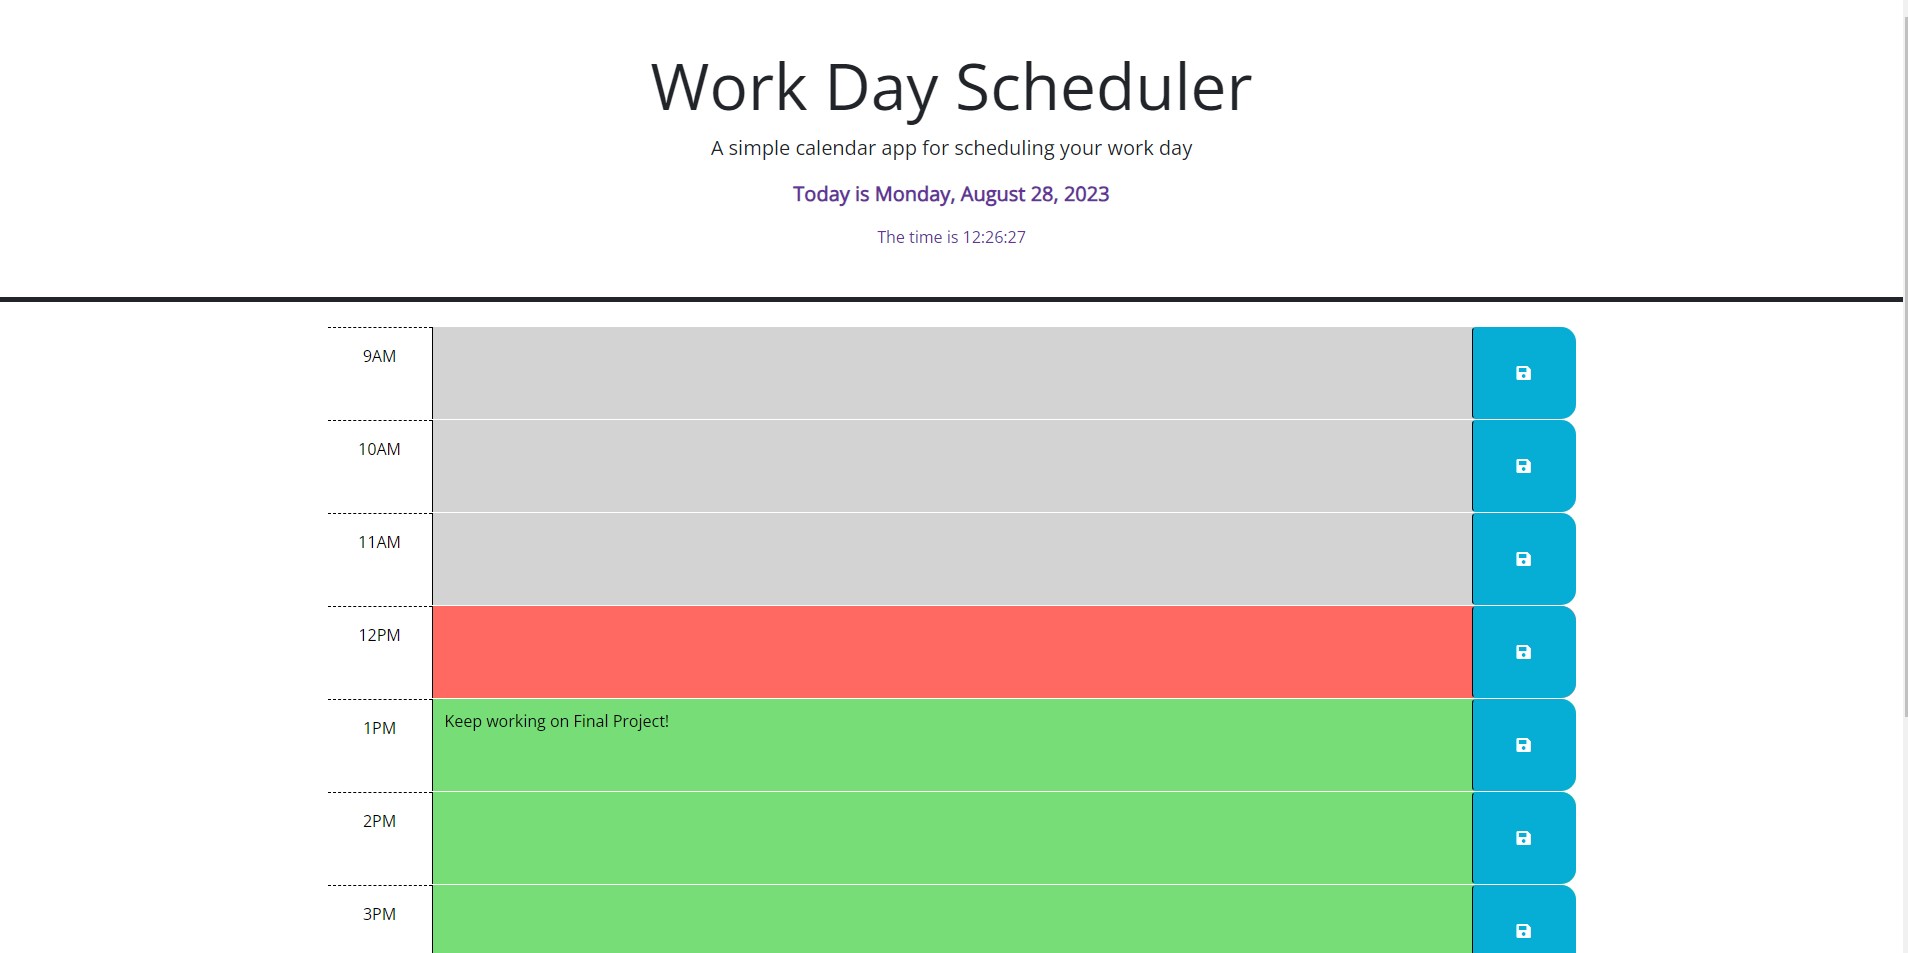 Work Day Scheduler
A simple calendar app for scheduling your work day
Today is Monday, August 28, 2023
The time is 12:26:27
9AM
10AM
11AM
12PM
1PM
Keep working on Final Project!
2PM
3PM